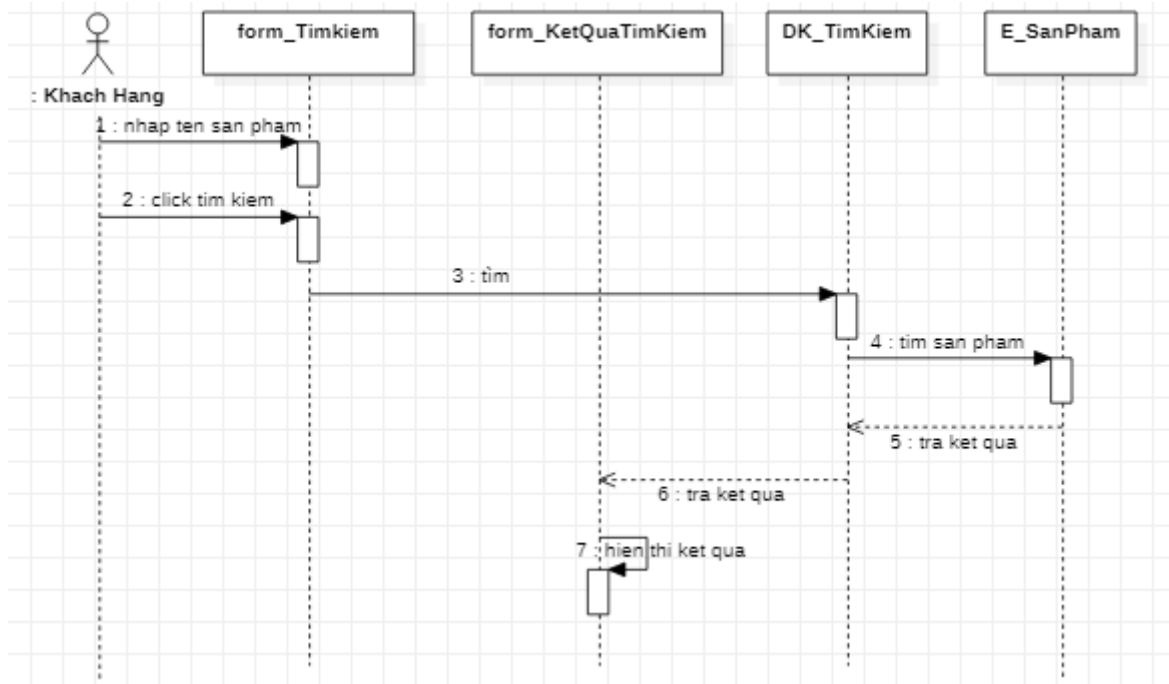 form_Timkiem
form_KetQuaTimKiem
DK_TimKiem
E_SanPham
: Khach Hang
1 : nhap ten san pham
2 : click tim kiem
3 : tìm
4 : tim san pham
5 : tra ket qua
6 : tra ket qua
7 : hien thi ket qua